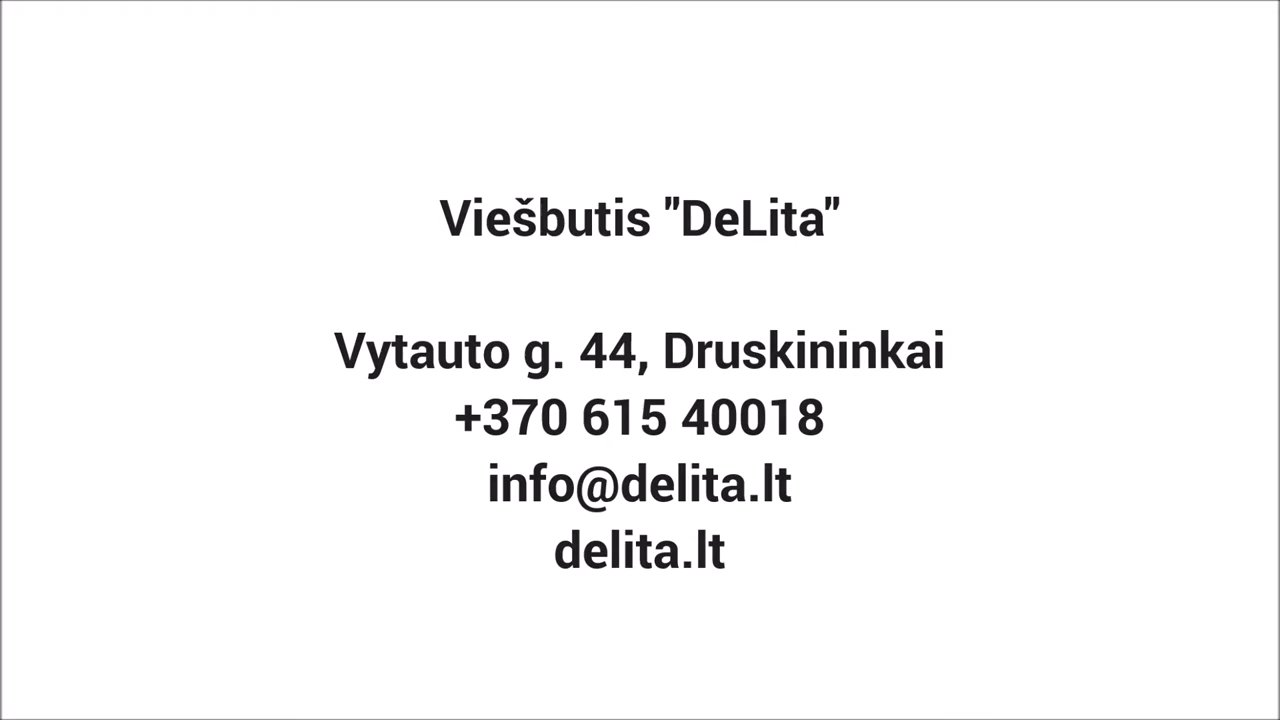 Viešbutis "DeLita"
Vytauto g. 44, Druskininkai
+370 615 40018
info@delita.lt
delita.lt